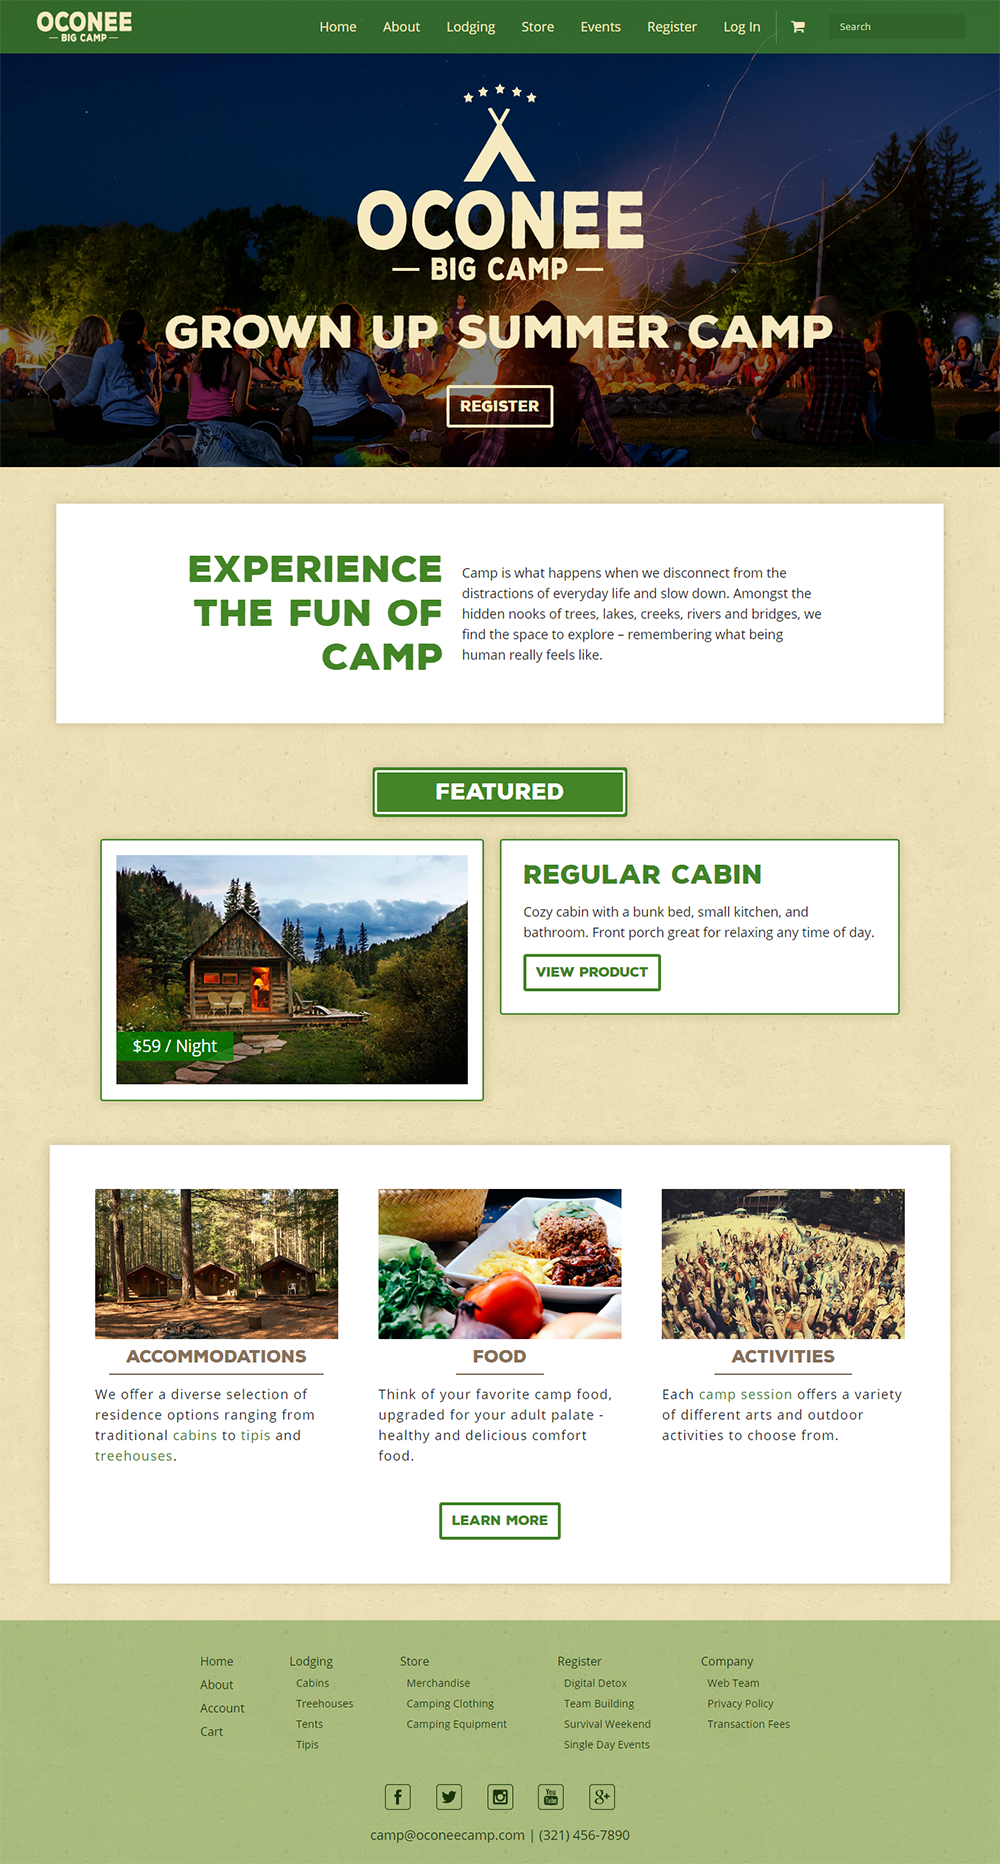 OCONEE
BIG CAMP
Home About Lodging Store Events Register Log In Search
OCONEE
BIG CAMP
GROWN UP SUMMER CAMP
REGISTER
EXPERIENCE
THE FUN OF
CAMP
Camp is what happens when we disconnect from the
distractions of everyday life and slow down. Amongst the
hidden nooks of trees, lakes, creeks, rivers and bridges, we
find the space to explore – remembering what being
human really feels like.
FEATURED
$59 / Night
REGULAR CABIN
Cozy cabin with a bunk bed, small kitchen, and
bathroom. Front porch great for relaxing any time of day.
VIEW PRODUCT
ACCOMMODATIONS
We offer a diverse selection of
residence options ranging from
traditional cabins to tipis and
treehouses.
FOOD
Think of your favorite camp food,
upgraded for your adult palate -
healthy and delicious comfort
food.
ACTIVITIES
Each camp session offers a variety
of different arts and outdoor
activities to choose from.
LEARN MORE
Home
About
Account
Cart
Lodging
Cabins
Treehouses
Tents
Tipis
Store
Merchandise
Camping Clothing
Camping Equipment
Register
Digital Detox
Team Building
Survival Weekend
Single Day Events
Company
Web Team
Privacy Policy
Transaction Fees
f You Tube g+
camp@oconeecamp.com | (321) 456-7890